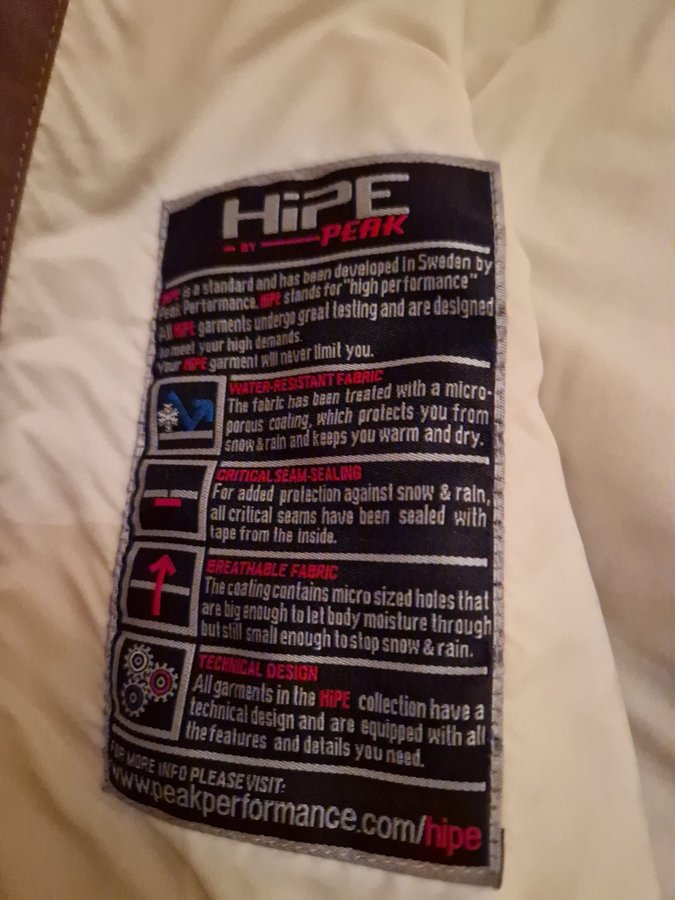 HiPE
BY PEAK
HiPE is a standard and has been developed in Sweden by
Peak Performance. HiPE stands for "high performance"
All HiPE garments undergo great testing and are designed
to meet your high demands.
Your HiPE garment will never limit you.
WATER-RESISTANT FABRIC
The fabric has been treated with a micro-
porous coating, which protects you from
snow & rain and keeps you warm and dry.
CRITICAL SEAM-SEALING
For added protection against snow & rain,
all critical seams have been sealed with
tape from the inside.
BREATHABLE FABRIC
The coating contains micro sized holes that
are big enough to let body moisture through
but still small enough to stop snow & rain.
TECHNICAL DESIGN
All garments in the HiPE collection have a
technical design and are equipped with all
the features and details you need.
FOR MORE INFO PLEASE VISIT:
www.peakperformance.com/hipe